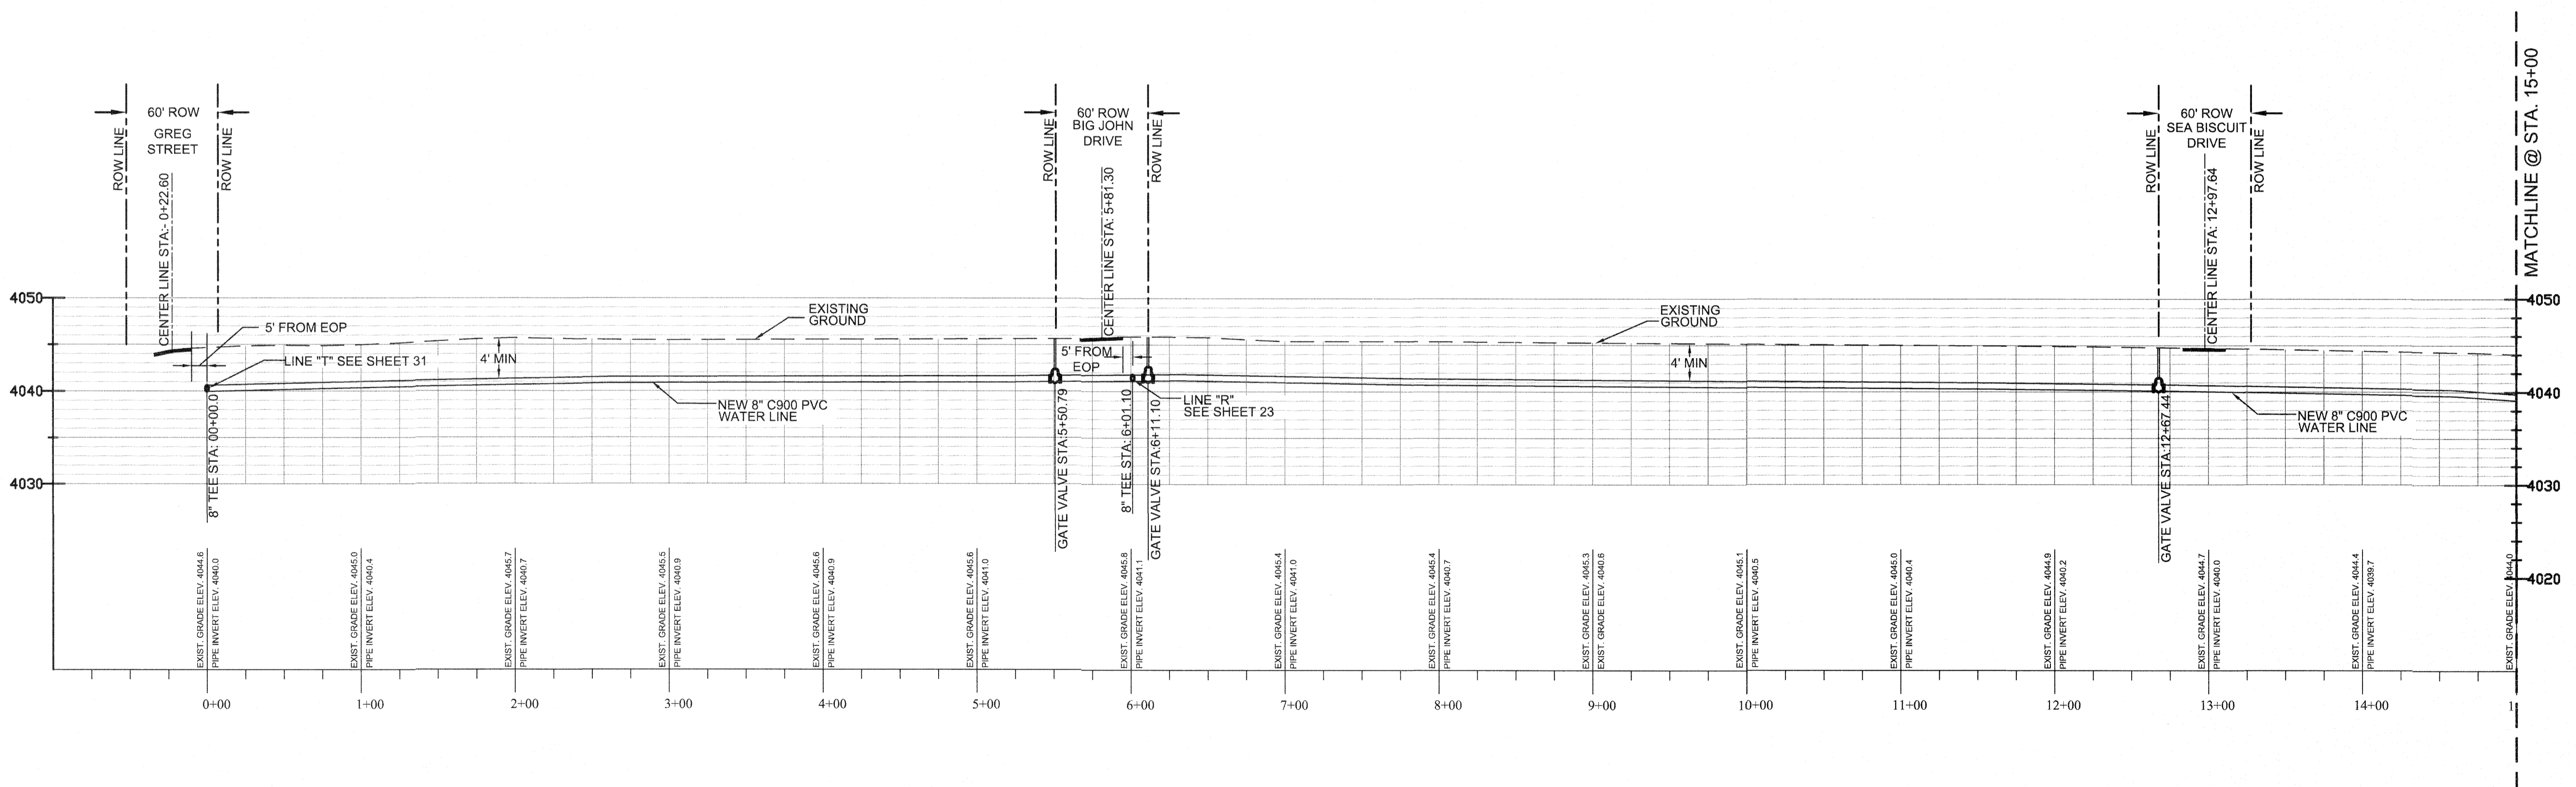 MATCHLINE @ STA. 15+00
60' ROW
GREG
STREET
ROW LINE
ROW LINE
CENTER LINE STA:- 0+22.60
60' ROW
BIG JOHN
DRIVE
ROW LINE
ROW LINE
CENTER LINE STA: 5+81.30
60' ROW
SEA BISCUIT
DRIVE
ROW LINE
ROW LINE
CENTER LINE STA: 12+97.64
4050
4040
4030
4050
4040
4030
4020
5' FROM EOP
LINE "T" SEE SHEET 31
8" TEE STA: 00+00.0
EXISTING
GROUND
4' MIN
NEW 8" C900 PVC
WATER LINE
5' FROM
EOP
GATE VALVE STA:5+50.79
8" TEE STA: 6+01.10
GATE VALVE STA:6+11.10
LINE "R"
SEE SHEET 23
EXISTING
GROUND
4' MIN
GATE VALVE STA:12+67.44
NEW 8" C900 PVC
WATER LINE
EXIST. GRADE ELEV. 4044.6
PIPE INVERT ELEV. 4040.0
EXIST. GRADE ELEV. 4045.0
PIPE INVERT ELEV. 4040.4
EXIST. GRADE ELEV. 4045.7
PIPE INVERT ELEV. 4040.7
EXIST. GRADE ELEV. 4045.5
PIPE INVERT ELEV. 4040.9
EXIST. GRADE ELEV. 4045.6
PIPE INVERT ELEV. 4040.9
EXIST. GRADE ELEV. 4045.6
PIPE INVERT ELEV. 4041.0
EXIST. GRADE ELEV. 4045.8
PIPE INVERT ELEV. 4041.1
EXIST. GRADE ELEV. 4045.4
PIPE INVERT ELEV. 4041.0
EXIST. GRADE ELEV. 4045.4
PIPE INVERT ELEV. 4040.7
EXIST. GRADE ELEV. 4045.3
EXIST. GRADE ELEV. 4040.6
EXIST. GRADE ELEV. 4045.1
PIPE INVERT ELEV. 4040.5
EXIST. GRADE ELEV. 4045.0
PIPE INVERT ELEV. 4040.4
EXIST. GRADE ELEV. 4044.9
PIPE INVERT ELEV. 4040.2
EXIST. GRADE ELEV. 4044.7
PIPE INVERT ELEV. 4040.0
EXIST. GRADE ELEV. 4044.4
PIPE INVERT ELEV. 4039.7
EXIST. GRADE ELEV. 4044.0
0+00
1+00
2+00
3+00
4+00
5+00
6+00
7+00
8+00
9+00
10+00
11+00
12+00
13+00
14+00